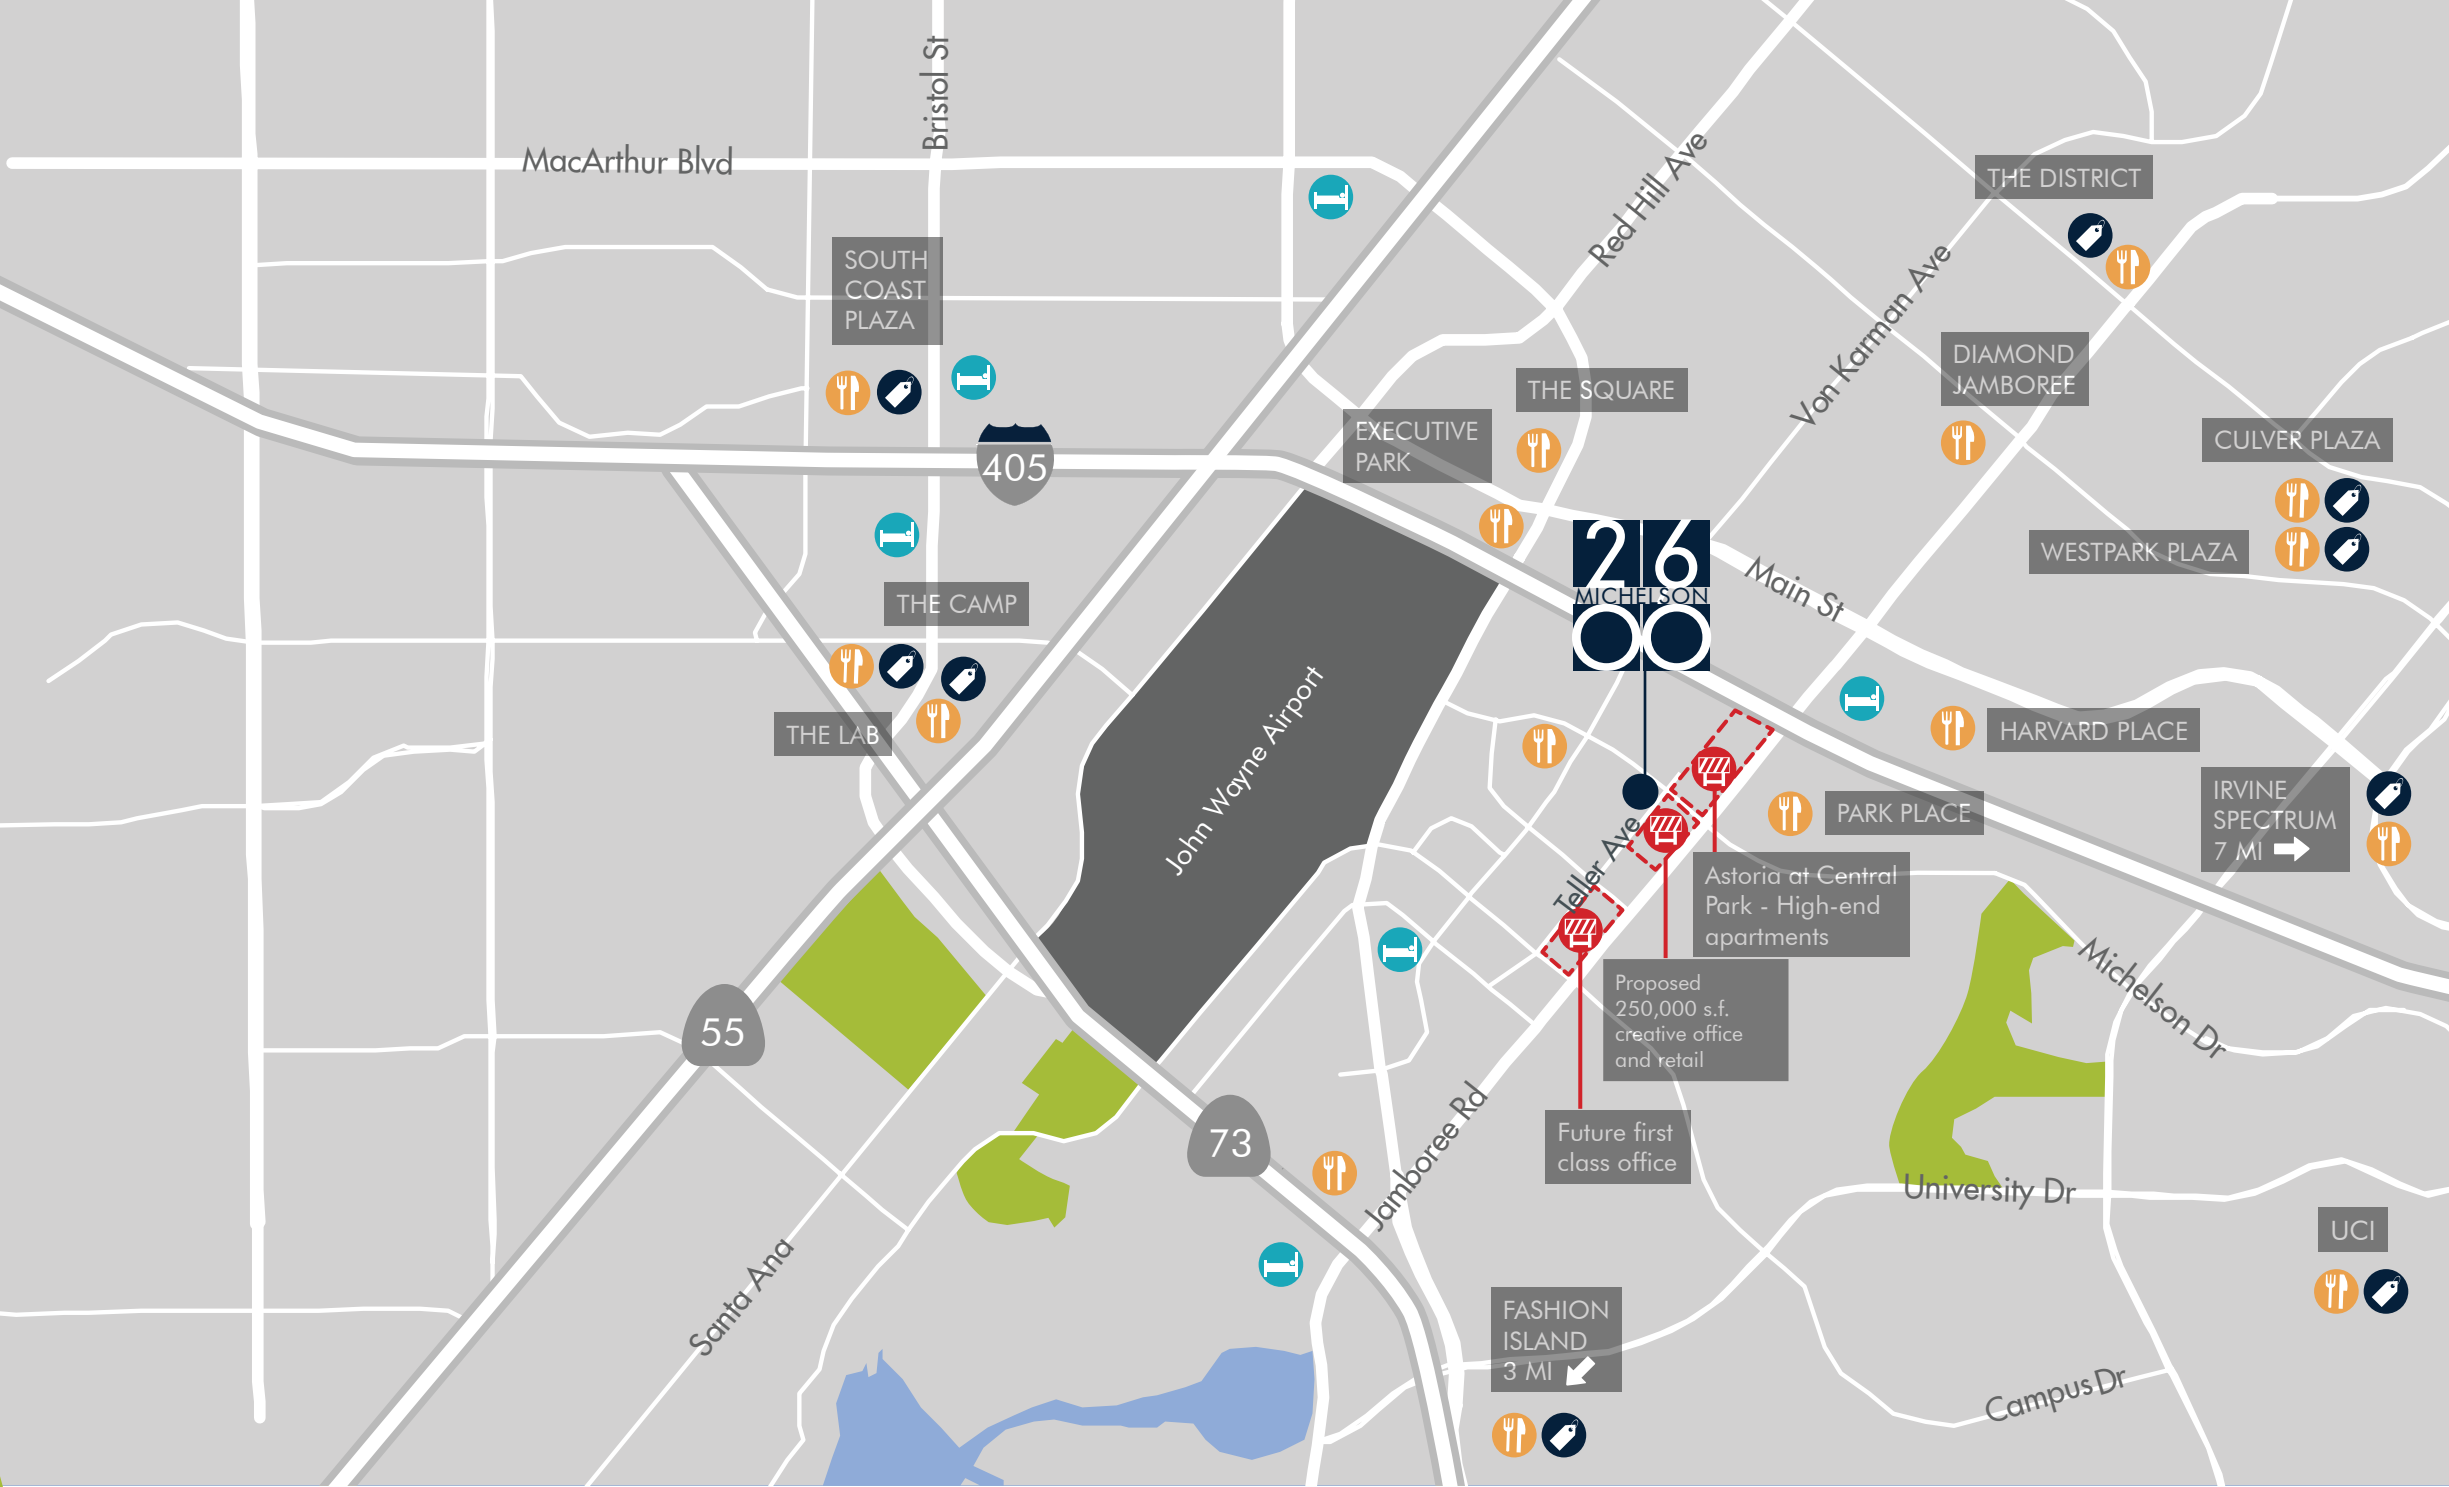 Bristol St
MacArthur Blvd
Red Hill Ave
THE DISTRICT
SOUTH
COAST
PLAZA
Von Karman Ave
DIAMOND
JAMBOREE
THE SQUARE
EXECUTIVE
PARK
CULVER PLAZA
405
26
MICHELSON
00
WESTPARK PLAZA
Main St
THE CAMP
THE LAB
John Wayne Airport
HARVARD PLACE
IRVINE
SPECTRUM
7 MI
PARK PLACE
Teller Ave
Astoria at Central
Park - High-end
apartments
Michelson Dr
Proposed
250,000 s.f.
creative office
and retail
55
73
Jamboree Rd
Future first
class office
University Dr
UCI
Santa Ana
FASHION
ISLAND
3 MI
Campus Dr